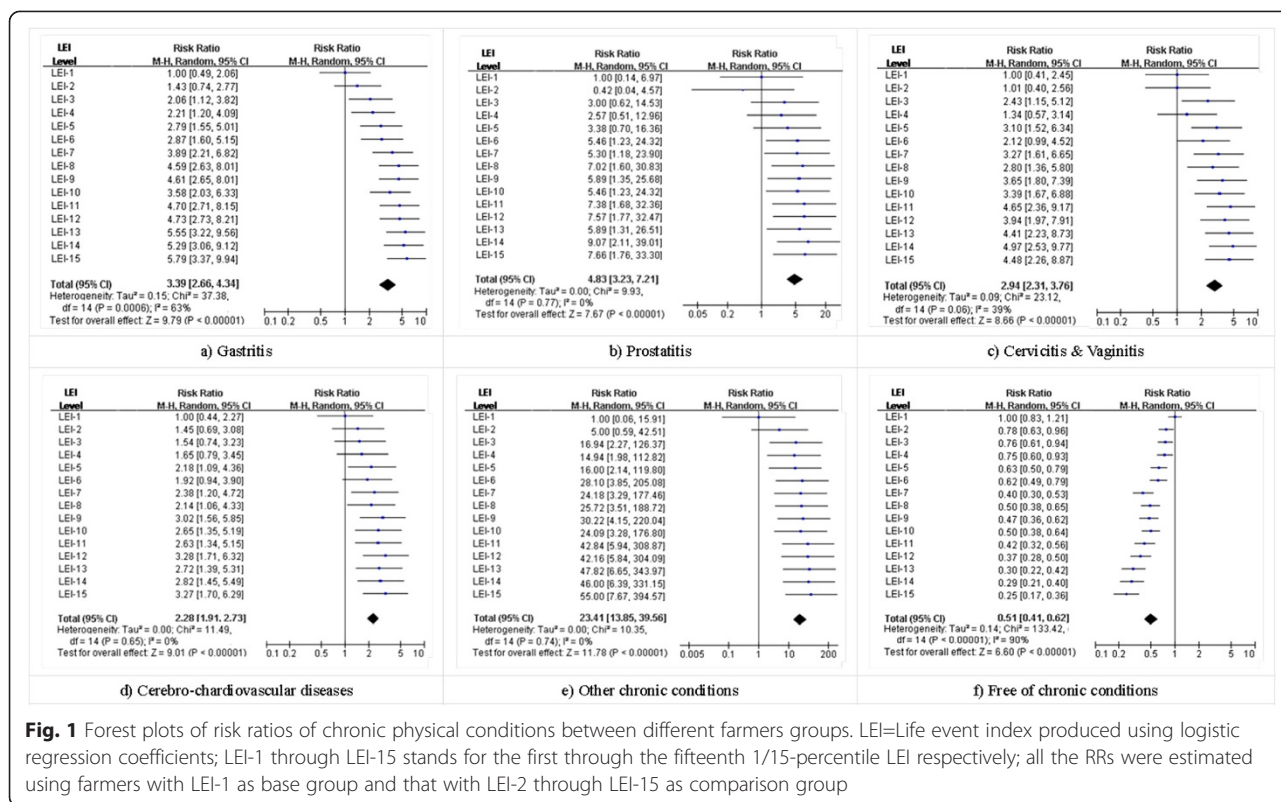 LEI Risk Ratio Risk Ratio
Level M-H, Random, 95% CI M-H, Random, 95% CI
LEI-1 1.00 [0.49, 2.06]
LEI-2 1.43 [0.74, 2.77]
LEI-3 2.06 [1.12, 3.82]
LEI-4 2.21 [1.20, 4.09]
LEI-5 2.79 [1.55, 5.01]
LEI-6 2.87 [1.60, 5.15]
LEI-7 3.89 [2.21, 6.82]
LEI-8 4.59 [2.63, 8.01]
LEI-9 4.61 [2.65, 8.01]
LEI-10 3.58 [2.03, 6.33]
LEI-11 4.70 [2.71, 8.15]
LEI-12 4.73 [2.73, 8.21]
LEI-13 5.55 [3.22, 9.56]
LEI-14 5.29 [3.06, 9.12]
LEI-15 5.79 [3.37, 9.94]
Total (95% CI) 3.39 [2.66, 4.34]
Heterogeneity: Tau² = 0.15; Chi² = 37.38,
df = 14 (P = 0.0006); I² = 63%
Test for overall effect: Z = 9.79 (P < 0.00001)
0.1 0.2 0.5 1 2 5 10
a) Gastritis
LEI Risk Ratio Risk Ratio
Level M-H, Random, 95% CI M-H, Random, 95% CI
LEI-1 1.00 [0.14, 6.97]
LEI-2 0.42 [0.04, 4.57]
LEI-3 3.00 [0.62, 14.53]
LEI-4 2.57 [0.51, 12.96]
LEI-5 3.38 [0.70, 16.36]
LEI-6 5.46 [1.23, 24.32]
LEI-7 5.30 [1.18, 23.90]
LEI-8 7.02 [1.60, 30.83]
LEI-9 5.89 [1.35, 25.68]
LEI-10 5.46 [1.23, 24.32]
LEI-11 7.38 [1.68, 32.36]
LEI-12 7.57 [1.77, 32.47]
LEI-13 5.89 [1.31, 26.51]
LEI-14 9.07 [2.11, 39.01]
LEI-15 7.66 [1.76, 33.30]
Total (95% CI) 4.83 [3.23, 7.21]
Heterogeneity: Tau² = 0.00; Chi² = 9.93,
df = 14 (P = 0.77); I² = 0%
Test for overall effect: Z = 7.67 (P < 0.00001)
0.05 0.2 1 5 20
b) Prostatitis
LEI Risk Ratio Risk Ratio
Level M-H, Random, 95% CI M-H, Random, 95% CI
LEI-1 1.00 [0.41, 2.45]
LEI-2 1.01 [0.40, 2.56]
LEI-3 2.43 [1.15, 5.12]
LEI-4 1.34 [0.57, 3.14]
LEI-5 3.10 [1.52, 6.34]
LEI-6 2.12 [0.99, 4.52]
LEI-7 3.27 [1.61, 6.65]
LEI-8 2.80 [1.36, 5.80]
LEI-9 3.65 [1.80, 7.39]
LEI-10 3.39 [1.67, 6.88]
LEI-11 4.65 [2.36, 9.17]
LEI-12 3.94 [1.97, 7.91]
LEI-13 4.41 [2.23, 8.73]
LEI-14 4.97 [2.53, 9.77]
LEI-15 4.48 [2.26, 8.87]
Total (95% CI) 2.94 [2.31, 3.76]
Heterogeneity: Tau² = 0.09; Chi² = 23.12,
df = 14 (P = 0.06); I² = 39%
Test for overall effect: Z = 8.66 (P < 0.00001)
0.1 0.2 0.5 1 2 5 10
c) Cervicitis & Vaginitis
LEI Risk Ratio Risk Ratio
Level M-H, Random, 95% CI M-H, Random, 95% CI
LEI-1 1.00 [0.44, 2.27]
LEI-2 1.45 [0.69, 3.08]
LEI-3 1.54 [0.74, 3.23]
LEI-4 1.65 [0.79, 3.45]
LEI-5 2.18 [1.09, 4.36]
LEI-6 1.92 [0.94, 3.90]
LEI-7 2.38 [1.20, 4.72]
LEI-8 2.14 [1.06, 4.33]
LEI-9 3.02 [1.56, 5.85]
LEI-10 2.65 [1.35, 5.19]
LEI-11 2.63 [1.34, 5.15]
LEI-12 3.28 [1.71, 6.32]
LEI-13 2.72 [1.39, 5.31]
LEI-14 2.82 [1.45, 5.49]
LEI-15 3.27 [1.70, 6.29]
Total (95% CI) 2.28 [1.91, 2.73]
Heterogeneity: Tau² = 0.00; Chi² = 11.49,
df = 14 (P = 0.65); I² = 0%
Test for overall effect: Z = 9.01 (P < 0.00001)
0.1 0.2 0.5 1 2 5 10
d) Cerebro-chardiovascular diseases
LEI Risk Ratio Risk Ratio
Level M-H, Random, 95% CI M-H, Random, 95% CI
LEI-1 1.00 [0.06, 15.91]
LEI-2 5.00 [0.59, 42.51]
LEI-3 16.94 [2.27, 126.37]
LEI-4 14.94 [1.98, 112.82]
LEI-5 16.00 [2.14, 119.80]
LEI-6 28.10 [3.85, 205.08]
LEI-7 24.18 [3.29, 177.46]
LEI-8 25.72 [3.51, 188.72]
LEI-9 30.22 [4.15, 220.04]
LEI-10 24.09 [3.28, 176.80]
LEI-11 42.84 [5.94, 308.87]
LEI-12 42.16 [5.84, 304.09]
LEI-13 47.82 [6.65, 343.97]
LEI-14 46.00 [6.39, 331.15]
LEI-15 55.00 [7.67, 394.57]
Total (95% CI) 23.41 [13.85, 39.56]
Heterogeneity: Tau² = 0.00; Chi² = 10.35,
df = 14 (P = 0.74); I² = 0%
Test for overall effect: Z = 11.78 (P < 0.00001)
0.005 0.1 1 10 200
e) Other chronic conditions
LEI Risk Ratio Risk Ratio
Level M-H, Random, 95% CI M-H, Random, 95% CI
LEI-1 1.00 [0.83, 1.21]
LEI-2 0.78 [0.63, 0.96]
LEI-3 0.76 [0.61, 0.94]
LEI-4 0.75 [0.60, 0.93]
LEI-5 0.63 [0.50, 0.79]
LEI-6 0.62 [0.49, 0.79]
LEI-7 0.40 [0.30, 0.53]
LEI-8 0.50 [0.38, 0.65]
LEI-9 0.47 [0.36, 0.62]
LEI-10 0.50 [0.38, 0.64]
LEI-11 0.42 [0.32, 0.56]
LEI-12 0.37 [0.28, 0.50]
LEI-13 0.30 [0.22, 0.42]
LEI-14 0.29 [0.21, 0.40]
LEI-15 0.25 [0.17, 0.36]
Total (95% CI) 0.51 [0.41, 0.62]
Heterogeneity: Tau² = 0.14; Chi² = 133.42,
df = 14 (P < 0.00001); I² = 90%
Test for overall effect: Z = 6.60 (P < 0.00001)
0.1 0.2 0.5 1 2 5 10
f) Free of chronic conditions
Fig. 1 Forest plots of risk ratios of chronic physical conditions between different farmers groups. LEI=Life event index produced using logistic
regression coefficients; LEI-1 through LEI-15 stands for the first through the fifteenth 1/15-percentile LEI respectively; all the RRs were estimated
using farmers with LEI-1 as base group and that with LEI-2 through LEI-15 as comparison group